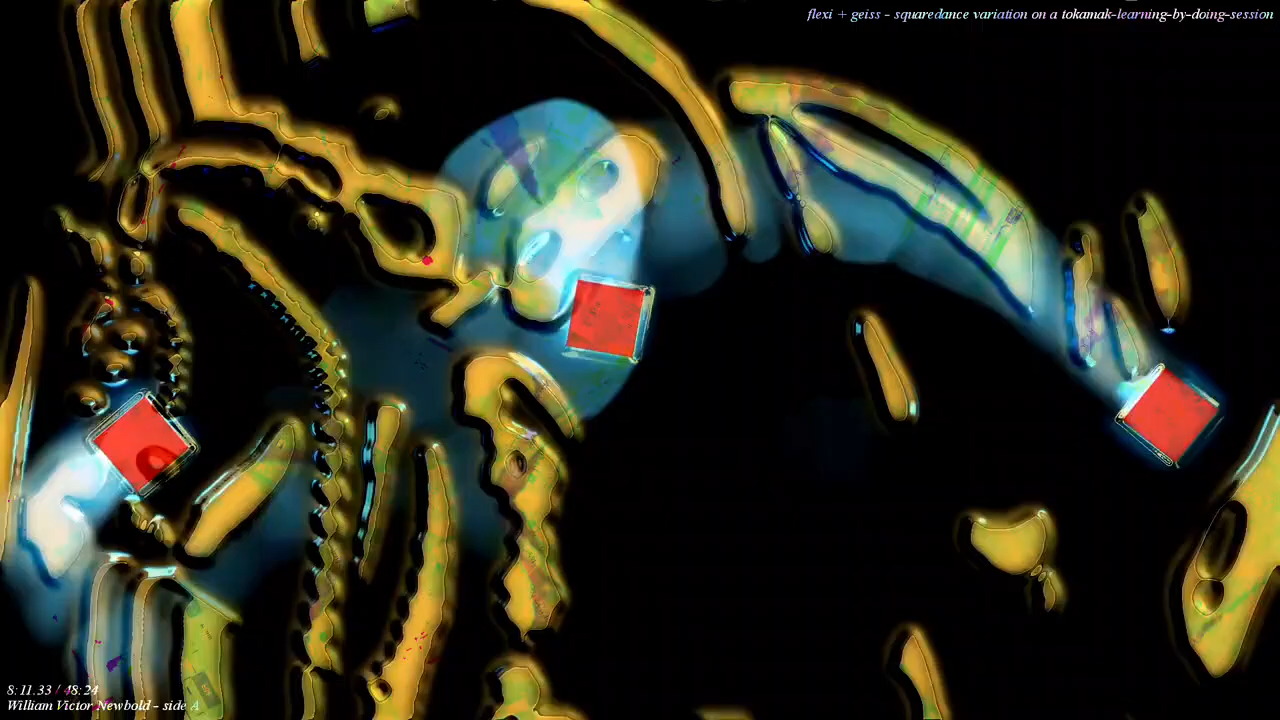 flexi + geiss - squaredance variation on a tokamak-learning-by-doing-session
8:11.33 / 48:24
William Victor Newbold - side A